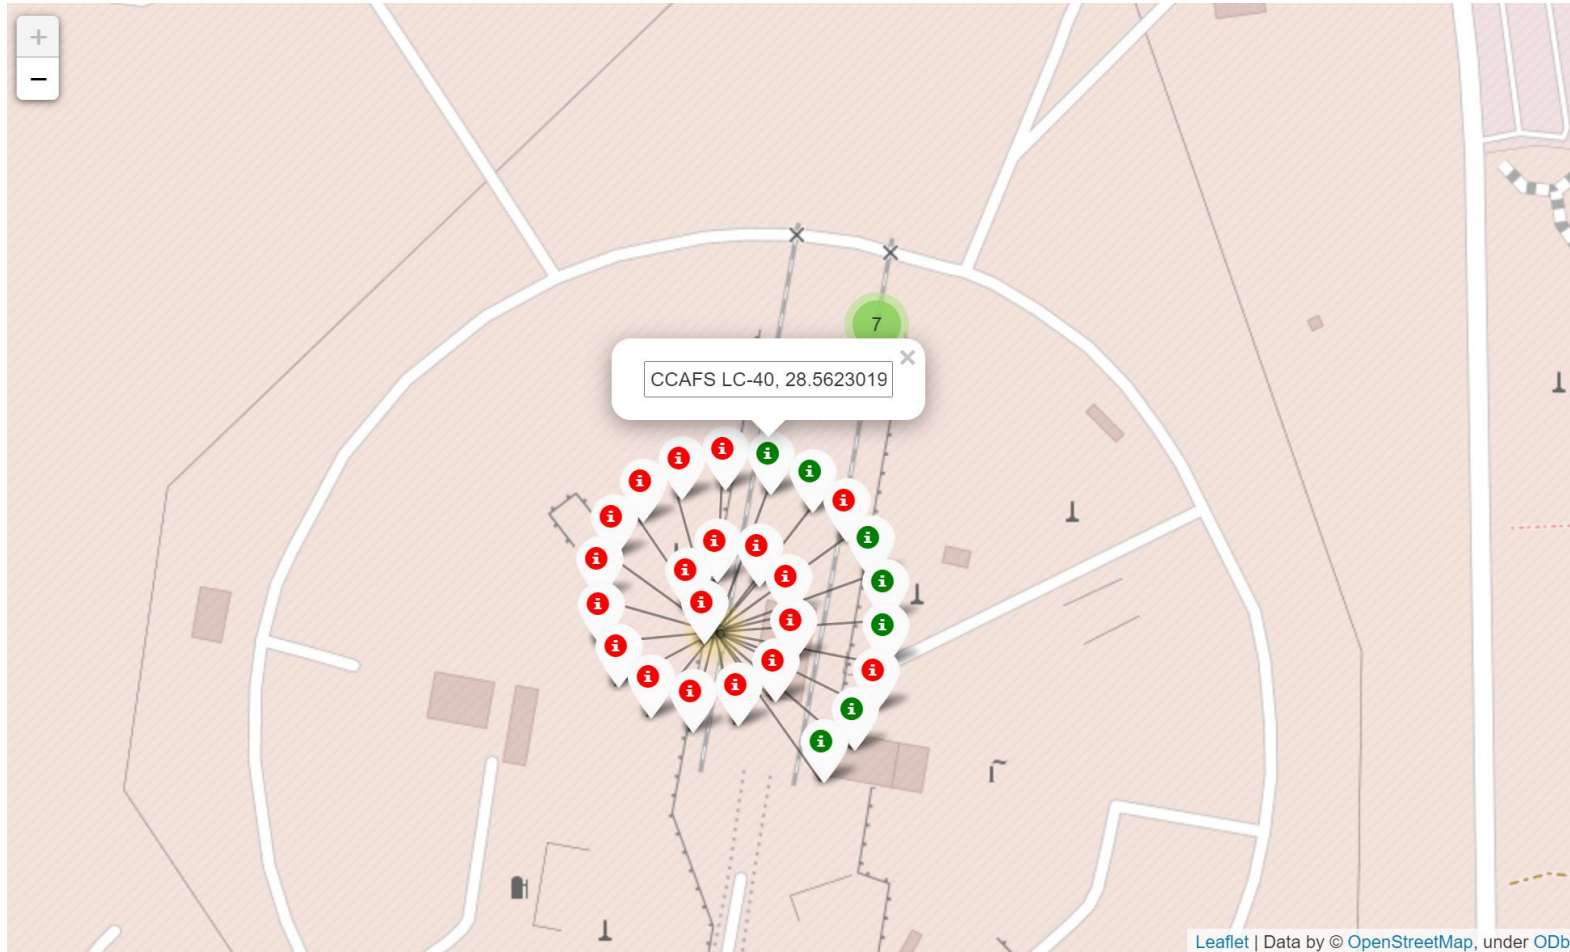 +
−
7
CCAFS LC-40, 28.5623019
×
Leaflet | Data by © OpenStreetMap, under ODb